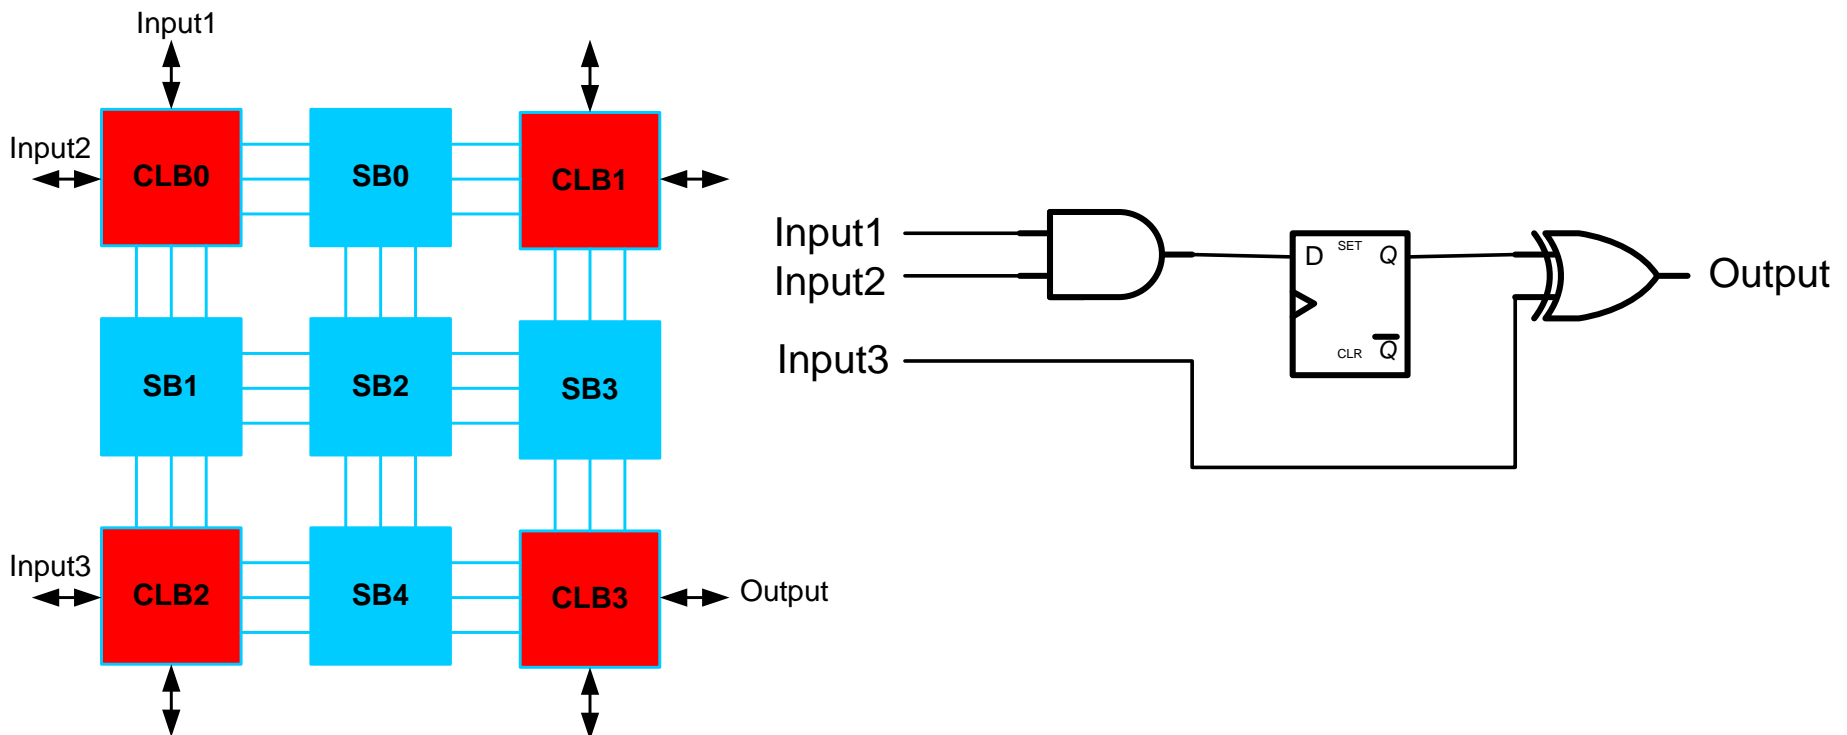 Input1
Input2
CLB0
SB0
CLB1
SB1
SB2
SB3
Input3
CLB2
SB4
CLB3
Output
Input1
Input2
Input3
D
SET
Q
CLR
Q
Output